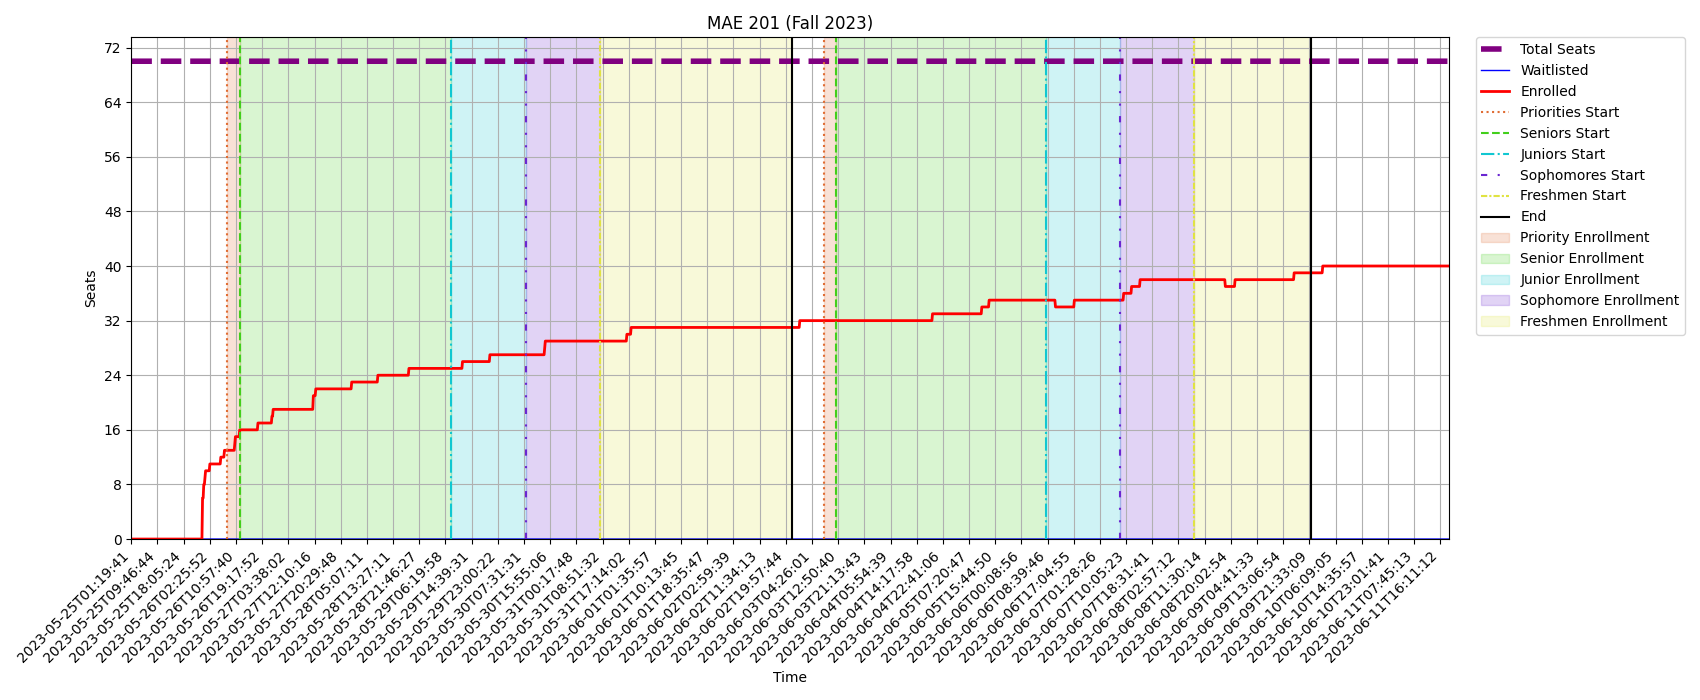 MAE 201 (Fall 2023)
72
64
56
48
40
32
24
16
8
0
Seats
2023-05-25T01:19:41
2023-05-25T09:46:44
2023-05-25T18:05:24
2023-05-26T02:25:52
2023-05-26T10:57:40
2023-05-26T19:17:52
2023-05-27T03:38:02
2023-05-27T12:10:16
2023-05-27T20:29:48
2023-05-28T05:07:11
2023-05-28T13:27:11
2023-05-28T21:46:27
2023-05-29T06:19:58
2023-05-29T14:39:31
2023-05-29T23:00:22
2023-05-30T07:31:31
2023-05-30T15:55:06
2023-05-31T00:17:48
2023-05-31T08:51:32
2023-05-31T17:14:02
2023-06-01T01:35:57
2023-06-01T10:13:45
2023-06-01T18:35:47
2023-06-02T02:59:39
2023-06-02T11:34:13
2023-06-02T19:57:44
2023-06-03T04:26:01
2023-06-03T12:50:40
2023-06-03T21:13:43
2023-06-04T05:54:39
2023-06-04T14:17:58
2023-06-04T22:41:06
2023-06-05T07:20:47
2023-06-05T15:44:50
2023-06-06T00:08:56
2023-06-06T08:39:46
2023-06-06T17:04:55
2023-06-07T01:28:26
2023-06-07T10:05:23
2023-06-07T18:31:41
2023-06-08T02:57:12
2023-06-08T11:30:14
2023-06-08T20:02:54
2023-06-09T04:41:33
2023-06-09T13:06:54
2023-06-09T21:33:09
2023-06-10T06:09:05
2023-06-10T14:35:57
2023-06-10T23:01:41
2023-06-11T07:45:13
2023-06-11T16:11:12
Time
Total Seats
Waitlisted
Enrolled
Priorities Start
Seniors Start
Juniors Start
Sophomores Start
Freshmen Start
End
Priority Enrollment
Senior Enrollment
Junior Enrollment
Sophomore Enrollment
Freshmen Enrollment